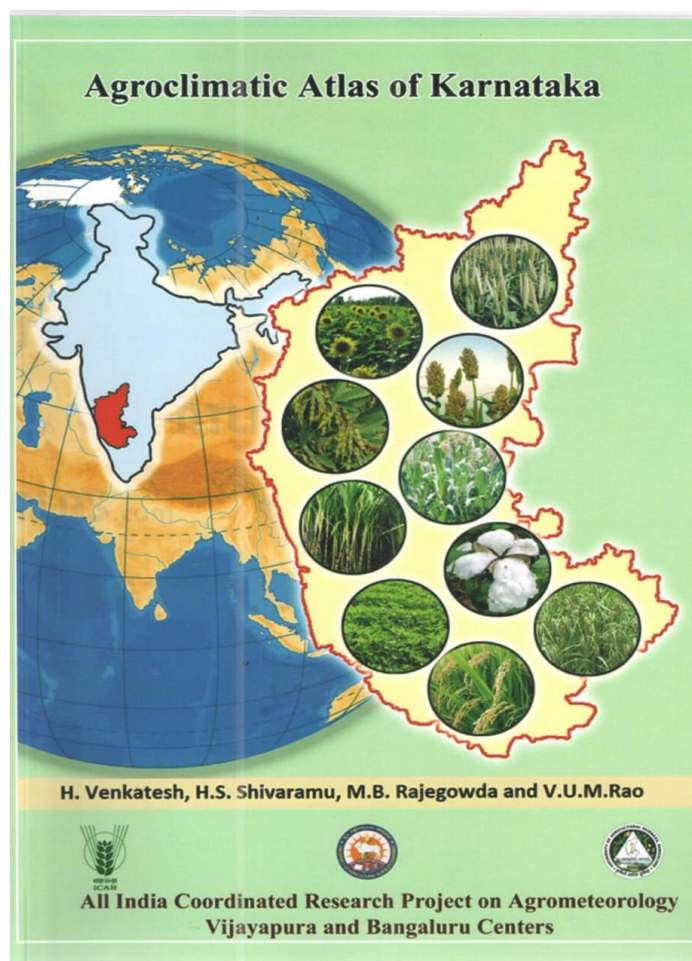 Agroclimatic Atlas of Karnataka
H. Venkatesh, H.S. Shivaramu, M.B. Rajegowda and V.U.M.Rao
ICAR
All India Coordinated Research Project on Agrometeorology
Vijayapura and Bangaluru Centers